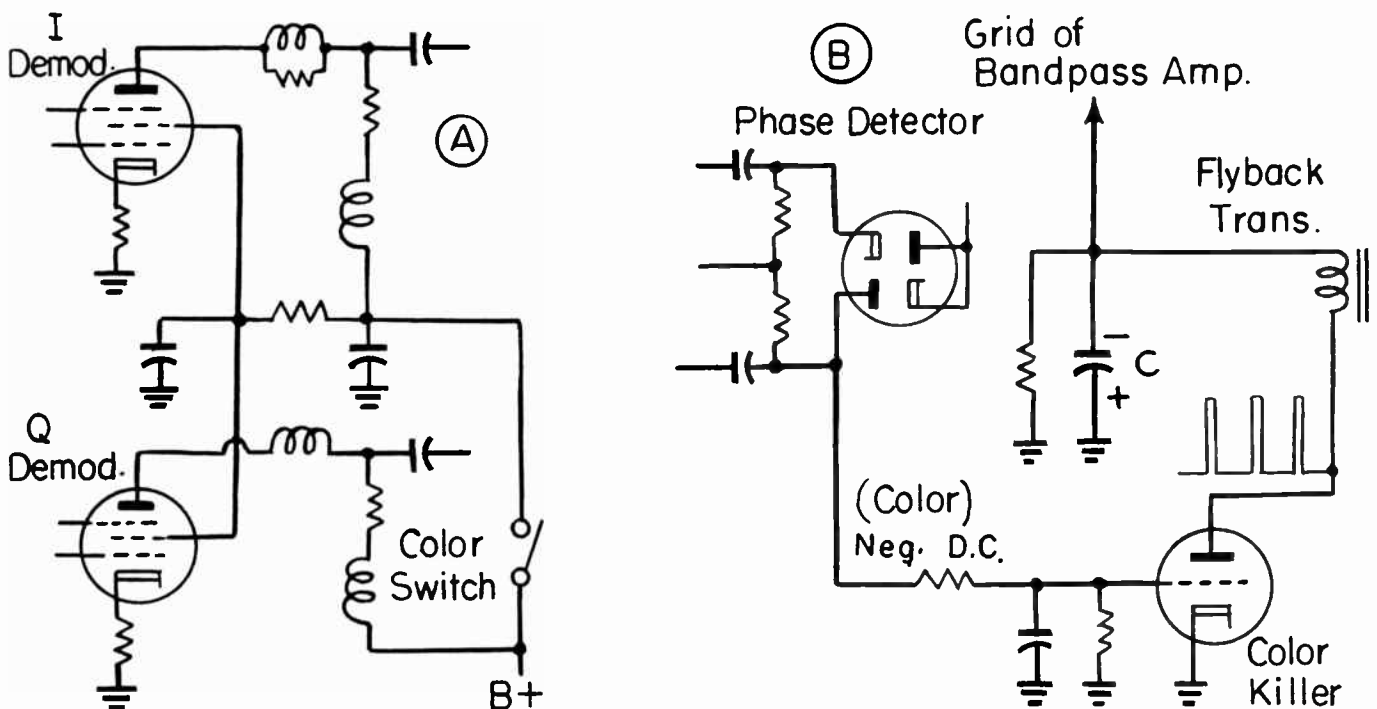 I
Demod.
A
Q
Demod.
Color
Switch
B+
B
Grid of
Bandpass Amp.
Phase Detector
Flyback
Trans.
− C
+
(Color)
Neg. D.C.
Color
Killer